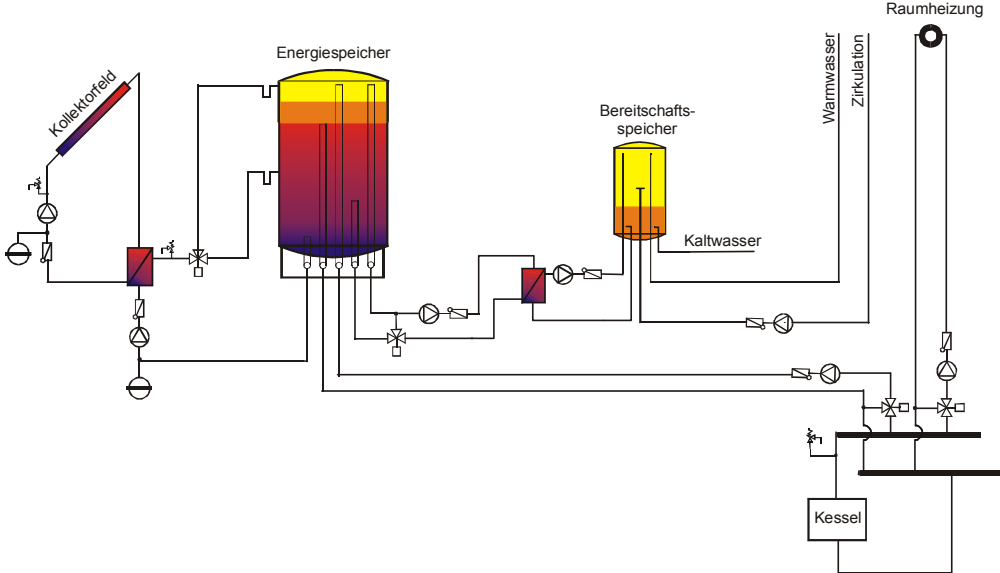 Raumheizung
Energiespeicher
Kollektorfeld
Warmwasser
Zirkulation
Bereitschafts-
speicher
Kaltwasser
Kessel